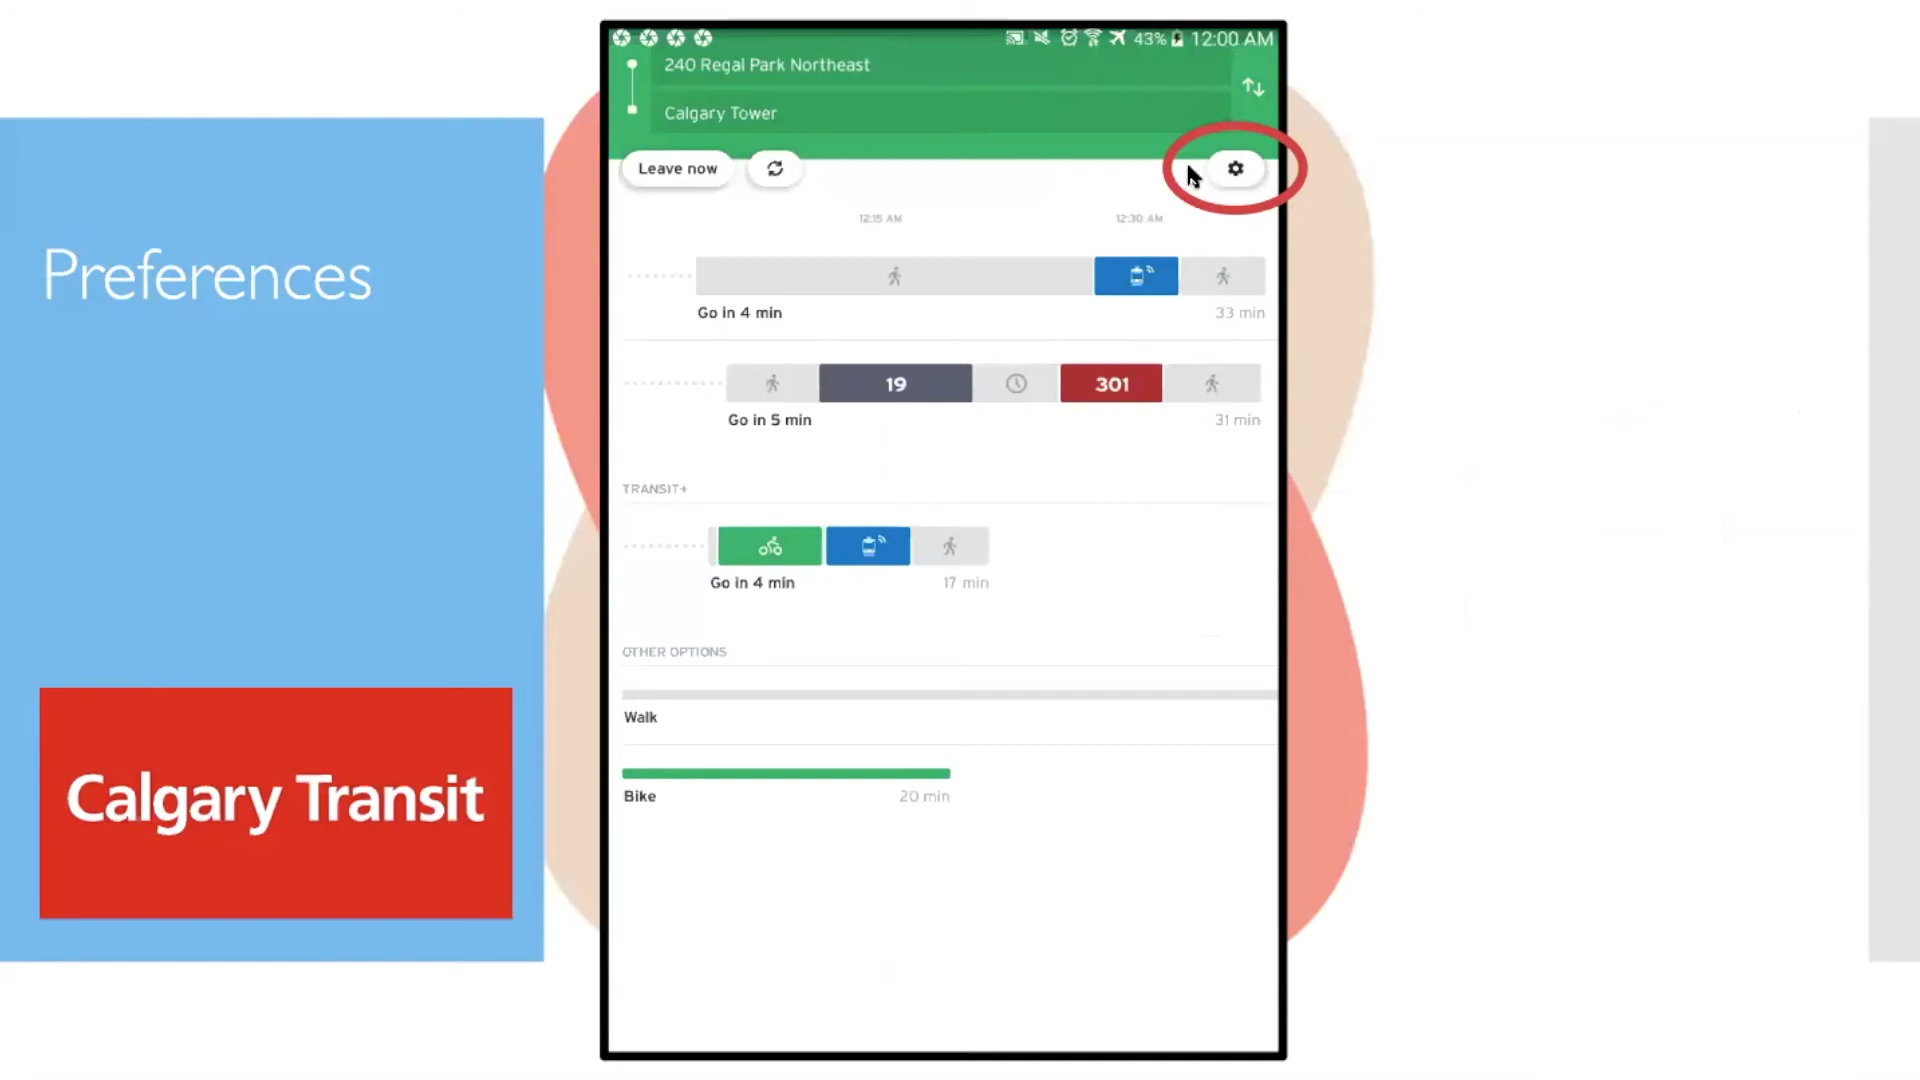 Preferences
Calgary Transit
43% 12:00 AM
240 Regal Park Northeast
Calgary Tower
Leave now
12:15 AM 12:30 AM
Go in 4 min 33 min
19 301
Go in 5 min 31 min
TRANSIT+
Go in 4 min 17 min
OTHER OPTIONS
Walk
Bike 20 min